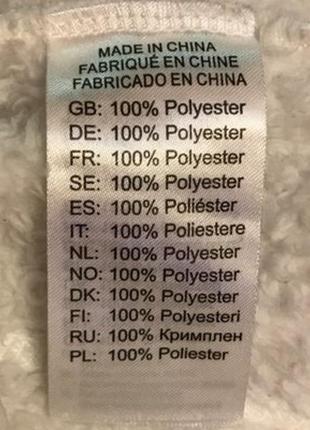 MADE IN CHINA
FABRIQUÉ EN CHINE
FABRICADO EN CHINA
GB: 100% Polyester
DE: 100% Polyester
FR: 100% Polyester
SE: 100% Polyester
ES: 100% Poliéster
IT: 100% Poliestere
NL: 100% Polyester
NO: 100% Polyester
DK: 100% Polyester
FI: 100% Polyesteri
RU: 100% Кримплен
PL: 100% Poliester